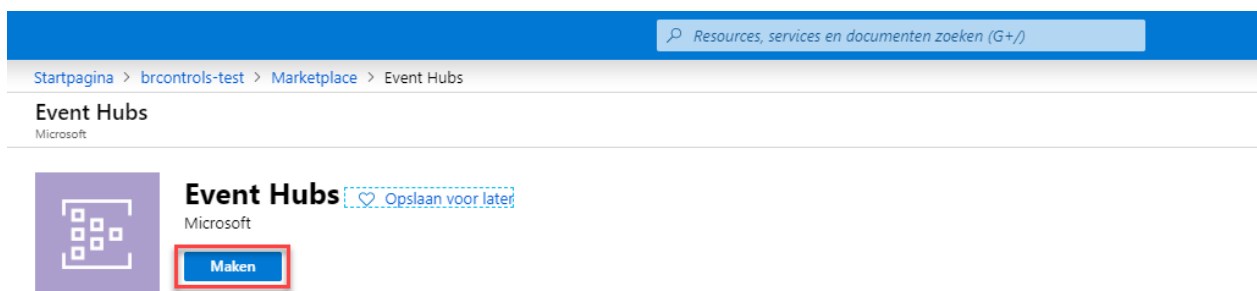 Resources, services en documenten zoeken (G+/)
Startpagina > brcontrols-test > Marketplace > Event Hubs
Event Hubs
Microsoft
Event Hubs Opslaan voor later
Microsoft
Maken